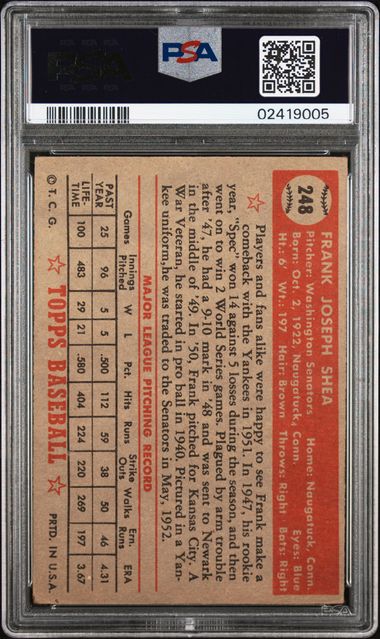 PSA
PSA
02419005
248
FRANK JOSEPH SHEA
Pitcher: Washington Senators Home: Naugatuck, Conn.
Born: Oct. 2, 1922, Naugatuck, Conn. Eyes: Blue
Ht.: 6' Wt.: 197 Hair: Brown Throws: Right Bats: Right
Players and fans alike were happy to see Frank make a
comeback with the Yankees in 1951. In 1947, his rookie
year, "Spec" won 14 against 5 losses during the season, and then
went on to win 2 World Series games. Plagued by arm trouble
after '47, he had a 9-10 mark in '48 and was sent to Newark
in the middle of '49. In '50, Frank pitched for Kansas City. A
War Veteran, he started in pro ball in 1940. Pictured in a Yan-
kee uniform, he was traded to the Senators in May, 1952.
MAJOR LEAGUE PITCHING RECORD
Games Innings Pitched W L Pct. Hits Runs Strike Outs Walks Ern. Runs ERA
PAST YEAR 25 96 5 5 .500 112 59 38 50 46 4.31
LIFE-TIME 100 483 29 21 .580 404 224 220 269 197 3.67
© T. C. G. TOPPS BASEBALL PRTD. IN U.S.A.